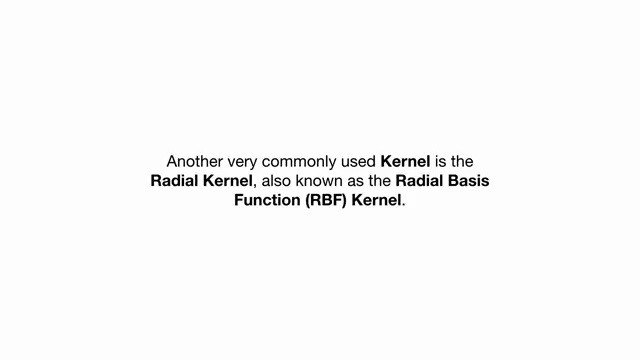 Another very commonly used Kernel is the
Radial Kernel, also known as the Radial Basis
Function (RBF) Kernel.